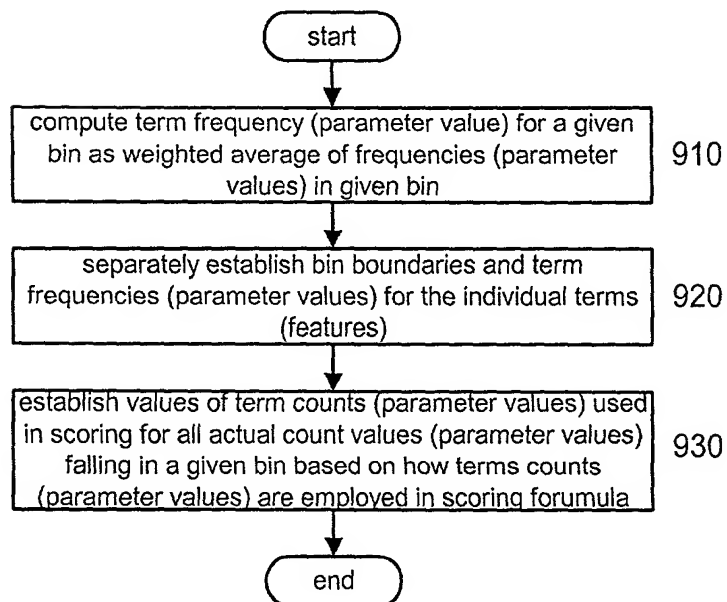 start
compute term frequency (parameter value) for a given
bin as weighted average of frequencies (parameter
values) in given bin
910
separately establish bin boundaries and term
frequencies (parameter values) for the individual terms
(features)
920
establish values of term counts (parameter values) used
in scoring for all actual count values (parameter values)
falling in a given bin based on how terms counts
(parameter values) are employed in scoring forumula
930
end